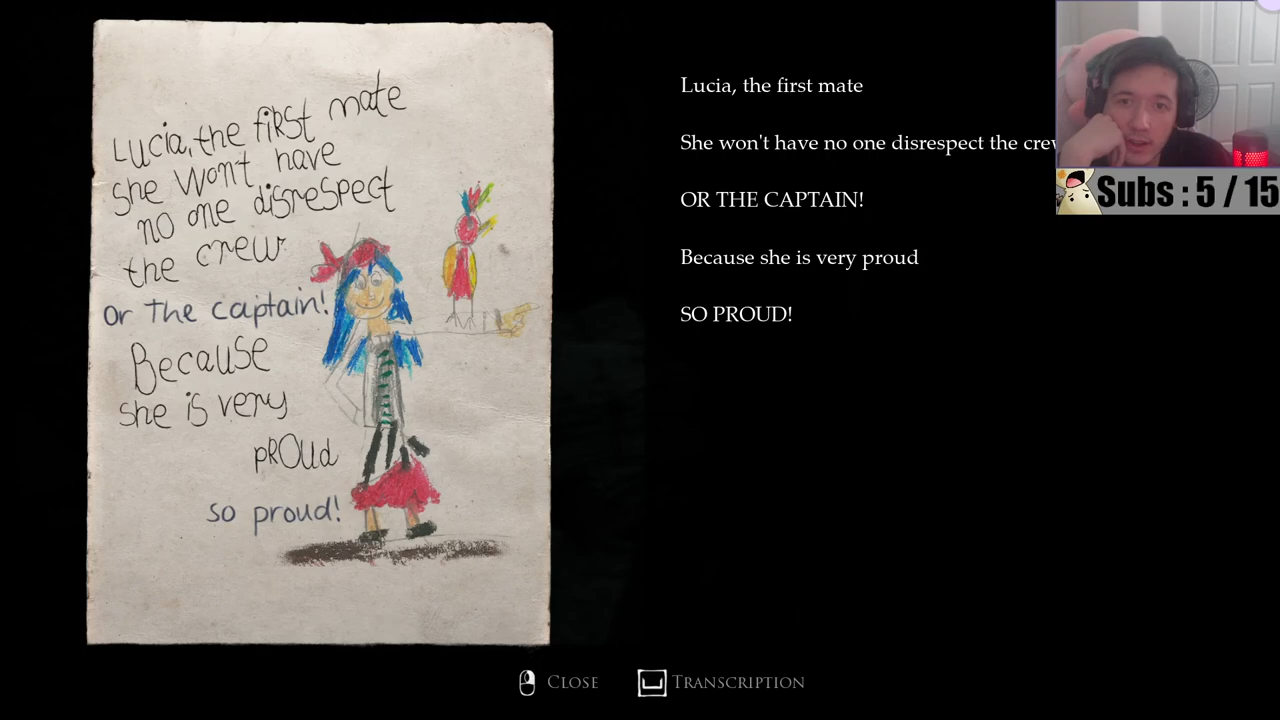 Lucia, the first mate
she won't have
no one disrespect
the crew
or the captain!
Because
she is very
proud
so proud!
Lucia, the first mate
She won't have no one disrespect the crew
OR THE CAPTAIN!
Because she is very proud
SO PROUD!
Subs : 5 / 15
CLOSE
TRANSCRIPTION